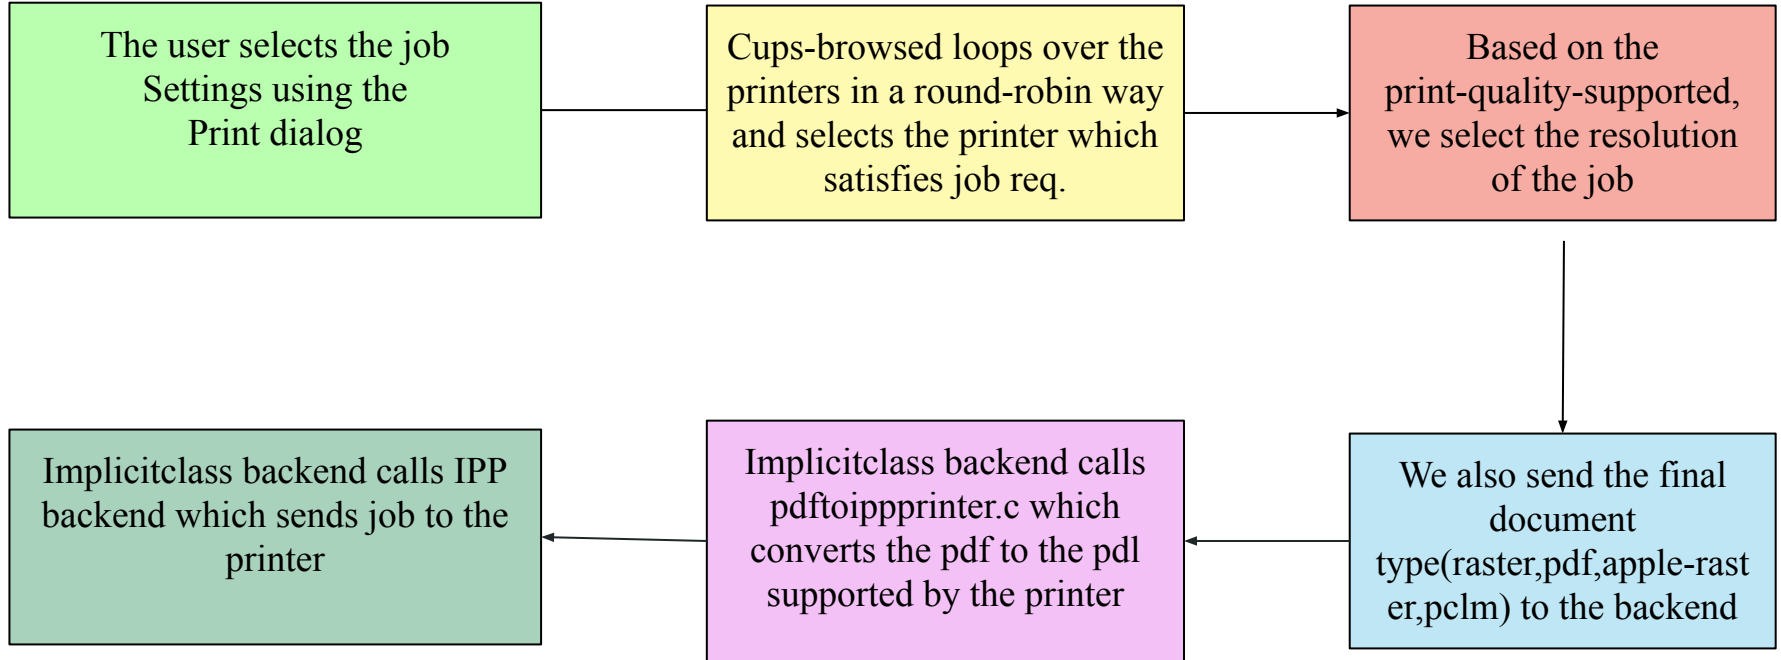 The user selects the job
Settings using the
Print dialog
Cups-browsed loops over the
printers in a round-robin way
and selects the printer which
satisfies job req.
Based on the
print-quality-supported,
we select the resolution
of the job
We also send the final
document
type(raster,pdf,apple-rast
er,pclm) to the backend
Implicitclass backend calls
pdftoippprinter.c which
converts the pdf to the pdl
supported by the printer
Implicitclass backend calls IPP
backend which sends job to the
printer